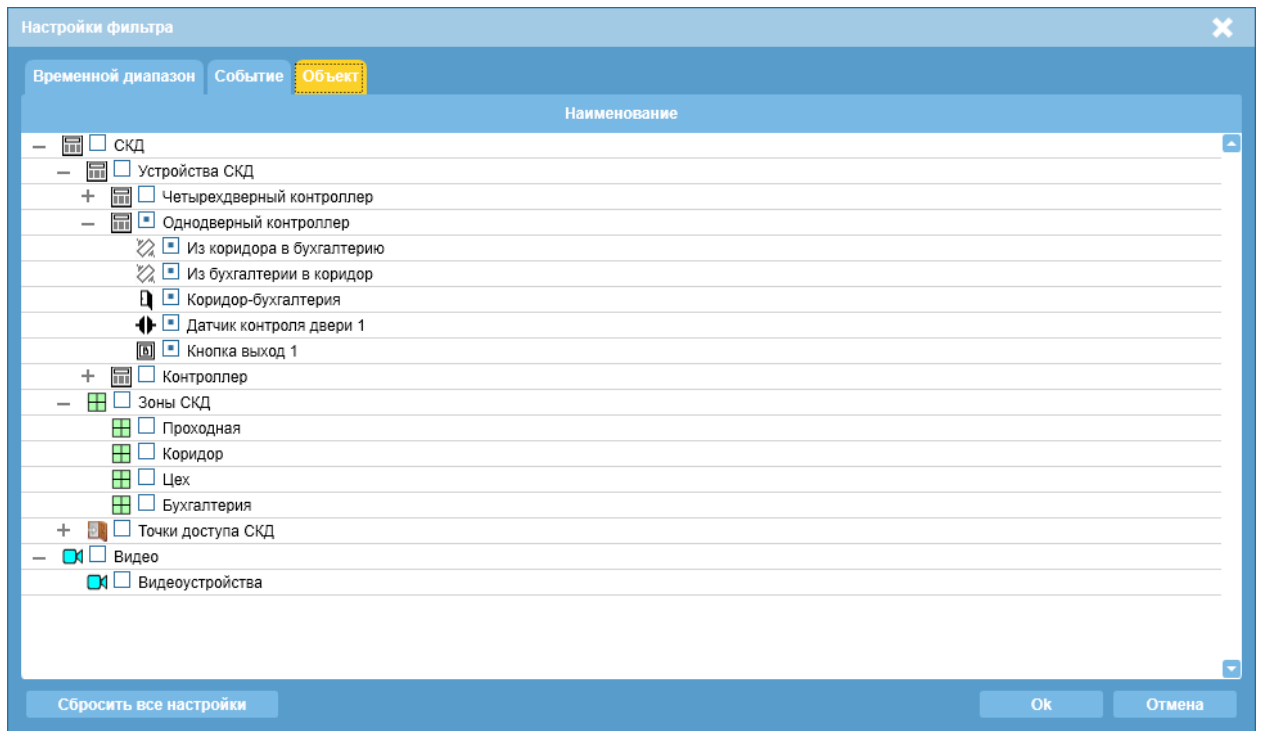 Настройки фильтра
Временной диапазон Событие Объект
Наименование
СКД
Устройства СКД
Четырехдверный контроллер
Однодверный контроллер
Из коридора в бухгалтерию
Из бухгалтерии в коридор
Коридор-бухгалтерия
Датчик контроля двери 1
Кнопка выход 1
Контроллер
Зоны СКД
Проходная
Коридор
Цех
Бухгалтерия
Точки доступа СКД
Видео
Видеоустройства
Сбросить все настройки Ok Отмена